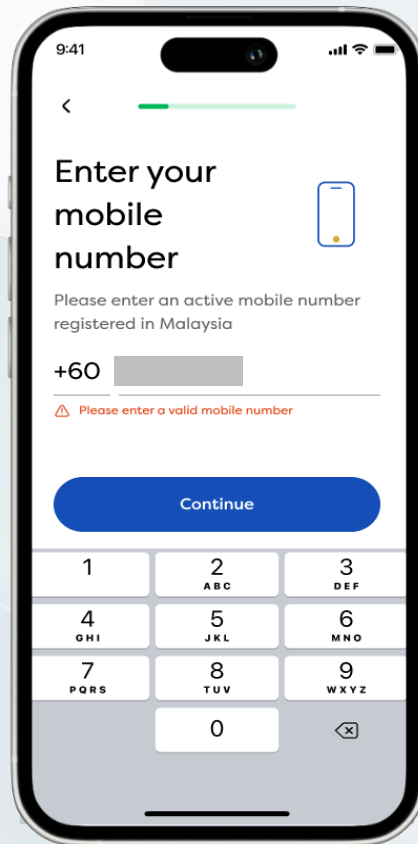 9:41
Enter your
mobile
number
Please enter an active mobile number
registered in Malaysia
+60
Please enter a valid mobile number
Continue
1 2 3
ABC DEF
4 5 6
GHI JKL MNO
7 8 9
PQRS TUV WXYZ
0